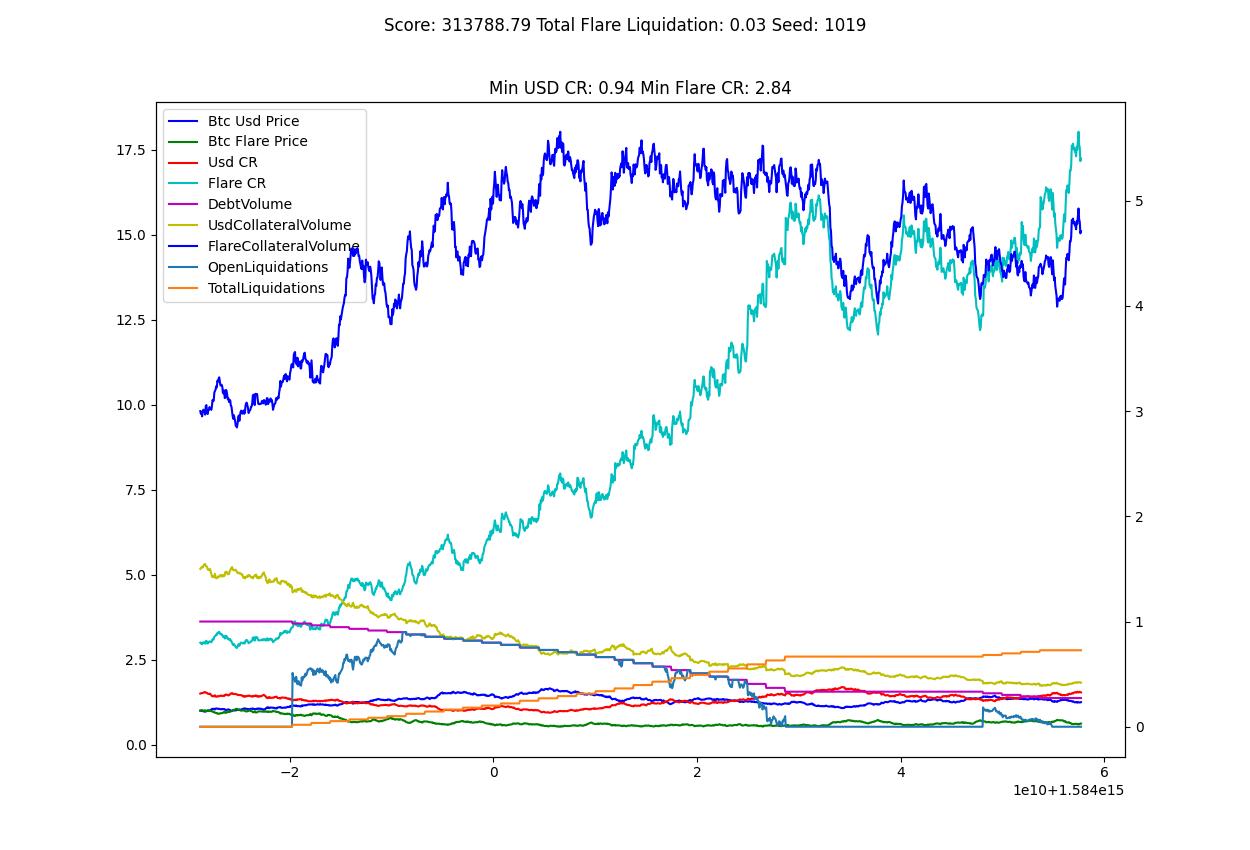 Score: 313788.79 Total Flare Liquidation: 0.03 Seed: 1019
Min USD CR: 0.94 Min Flare CR: 2.84
Btc Usd Price
Btc Flare Price
Usd CR
Flare CR
DebtVolume
UsdCollateralVolume
FlareCollateralVolume
OpenLiquidations
TotalLiquidations
17.5
15.0
12.5
10.0
7.5
5.0
2.5
0.0
5
4
3
2
1
0
−2
0
2
4
6
1e10+1.584e15